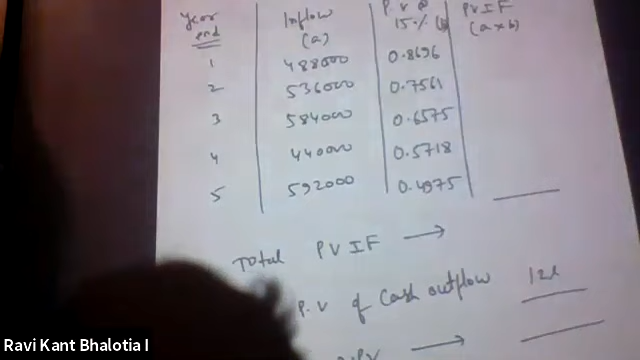 Year end | Inflow (a) | P.V @ 15% (b) | PVIF (a×b)
1 | 488000 | 0.8696
2 | 536000 | 0.7561
3 | 584000 | 0.6575
4 | 440000 | 0.5718
5 | 592000 | 0.4975
Total PVIF →
P.V of Cash outflow
Ravi Kant Bhalotia I